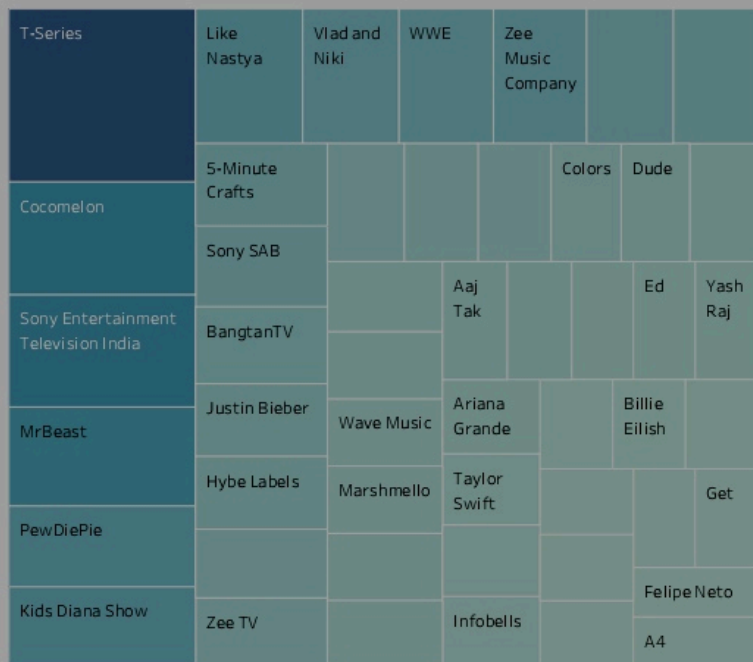 T-Series
Cocomelon
Sony Entertainment
Television India
MrBeast
PewDiePie
Kids Diana Show
Like
Nastya
Vlad and
Niki
WWE
Zee
Music
Company
5-Minute
Crafts
Sony SAB
BangtanTV
Justin Bieber
Hybe Labels
Zee TV
Colors
Dude
Aaj
Tak
Ed
Yash
Raj
Wave Music
Marshmello
Ariana
Grande
Billie
Eilish
Taylor
Swift
Get
Infobells
Felipe Neto
A4